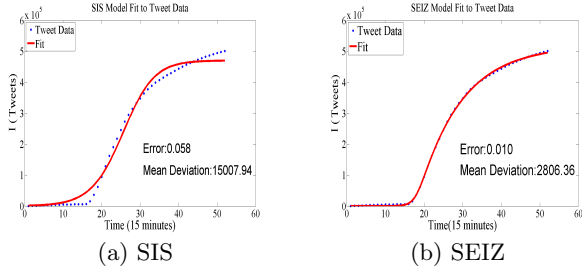 SIS Model Fit to Tweet Data
x 10^5
6
5
4
3
2
1
0
I ( Tweets)
Tweet Data
Fit
Error:0.058
Mean Deviation:15007.94
0 10 20 30 40 50 60
Time (15 minutes)
(a) SIS
SEIZ Model Fit to Tweet Data
x 10^5
6
5
4
3
2
1
0
I ( Tweets)
Tweet Data
Fit
Error:0.010
Mean Deviation:2806.36
0 10 20 30 40 50 60
Time(15 minutes)
(b) SEIZ